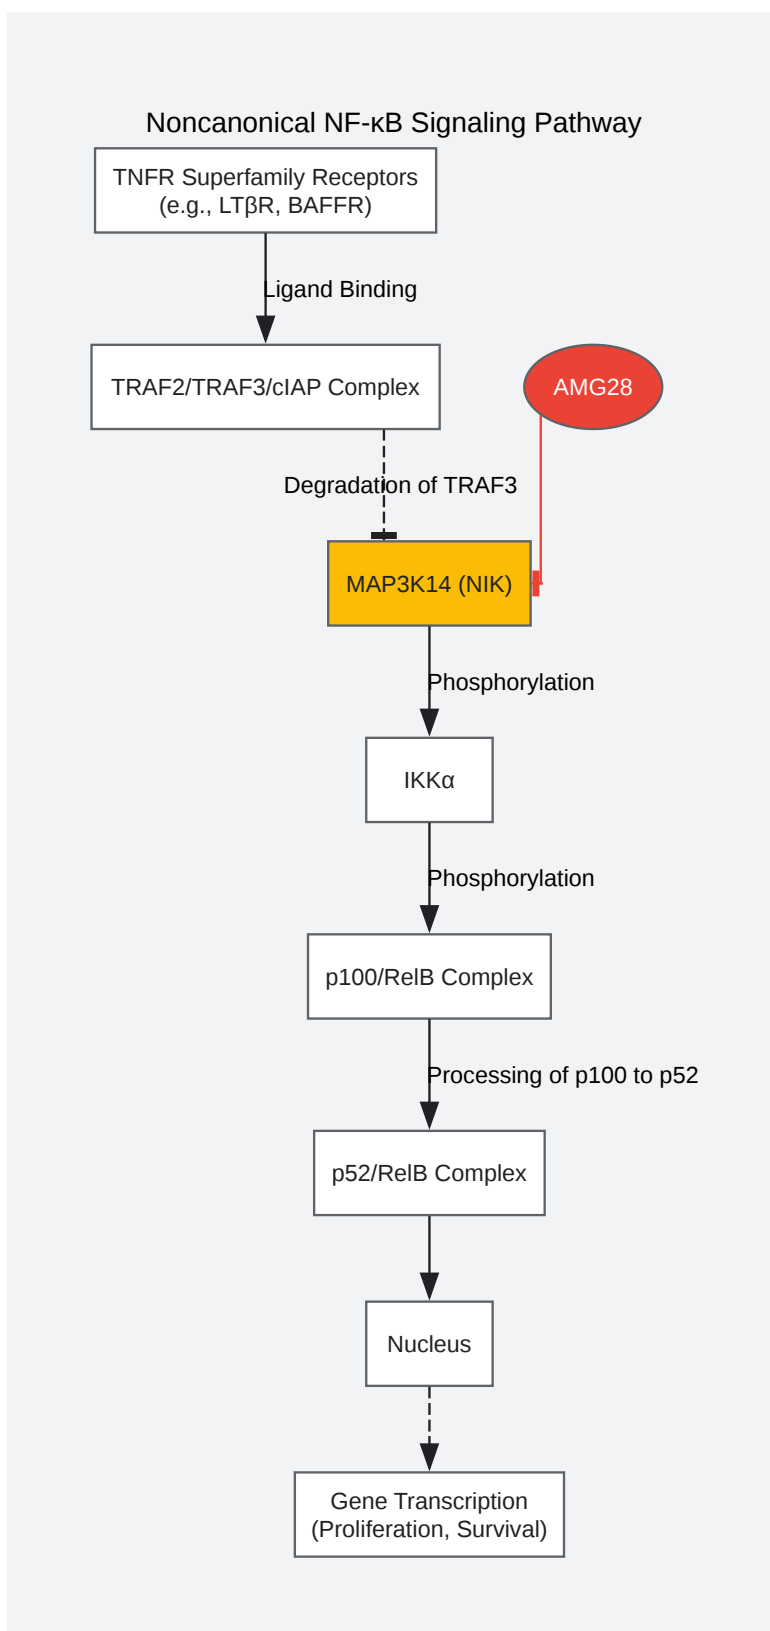 Noncanonical NF-κB Signaling Pathway
TNFR Superfamily Receptors
(e.g., LTβR, BAFFR)
Ligand Binding
TRAF2/TRAF3/cIAP Complex
AMG28
Degradation of TRAF3
MAP3K14 (NIK)
Phosphorylation
IKKα
Phosphorylation
p100/RelB Complex
Processing of p100 to p52
p52/RelB Complex
Nucleus
Gene Transcription
(Proliferation, Survival)